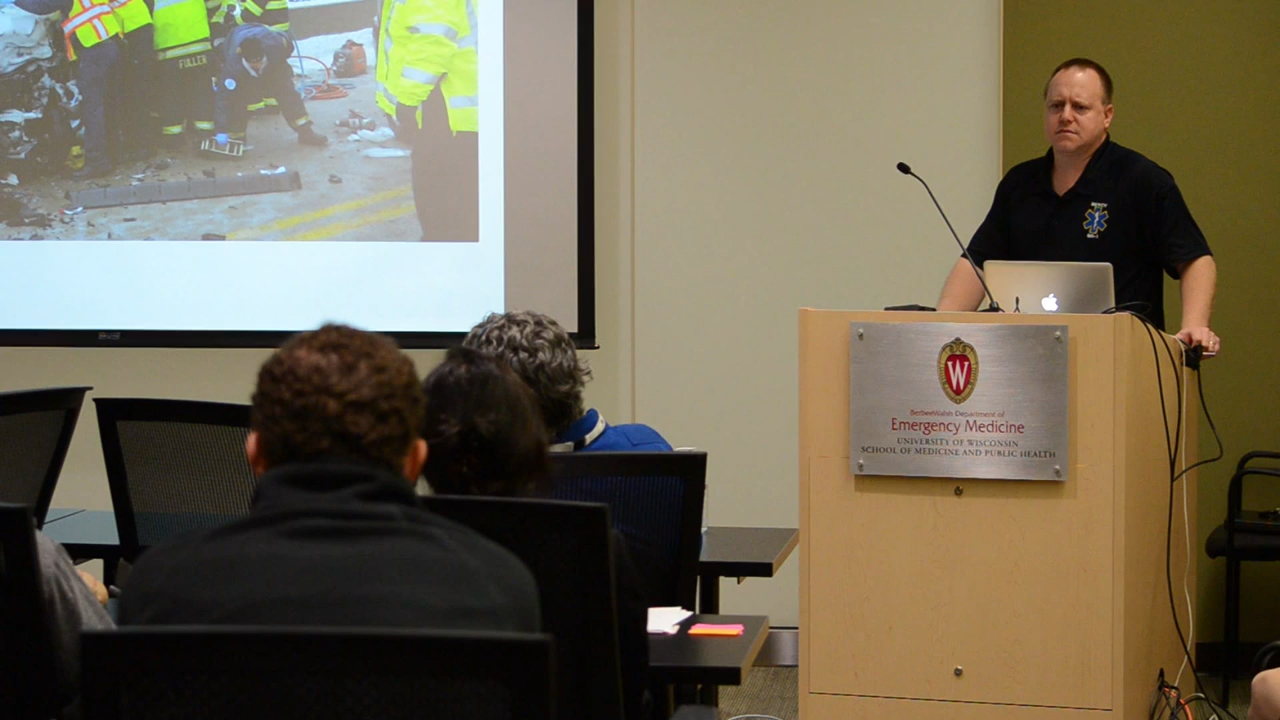 FULLER
W
BerbeeWalsh Department of
Emergency Medicine
UNIVERSITY OF WISCONSIN
SCHOOL OF MEDICINE AND PUBLIC HEALTH